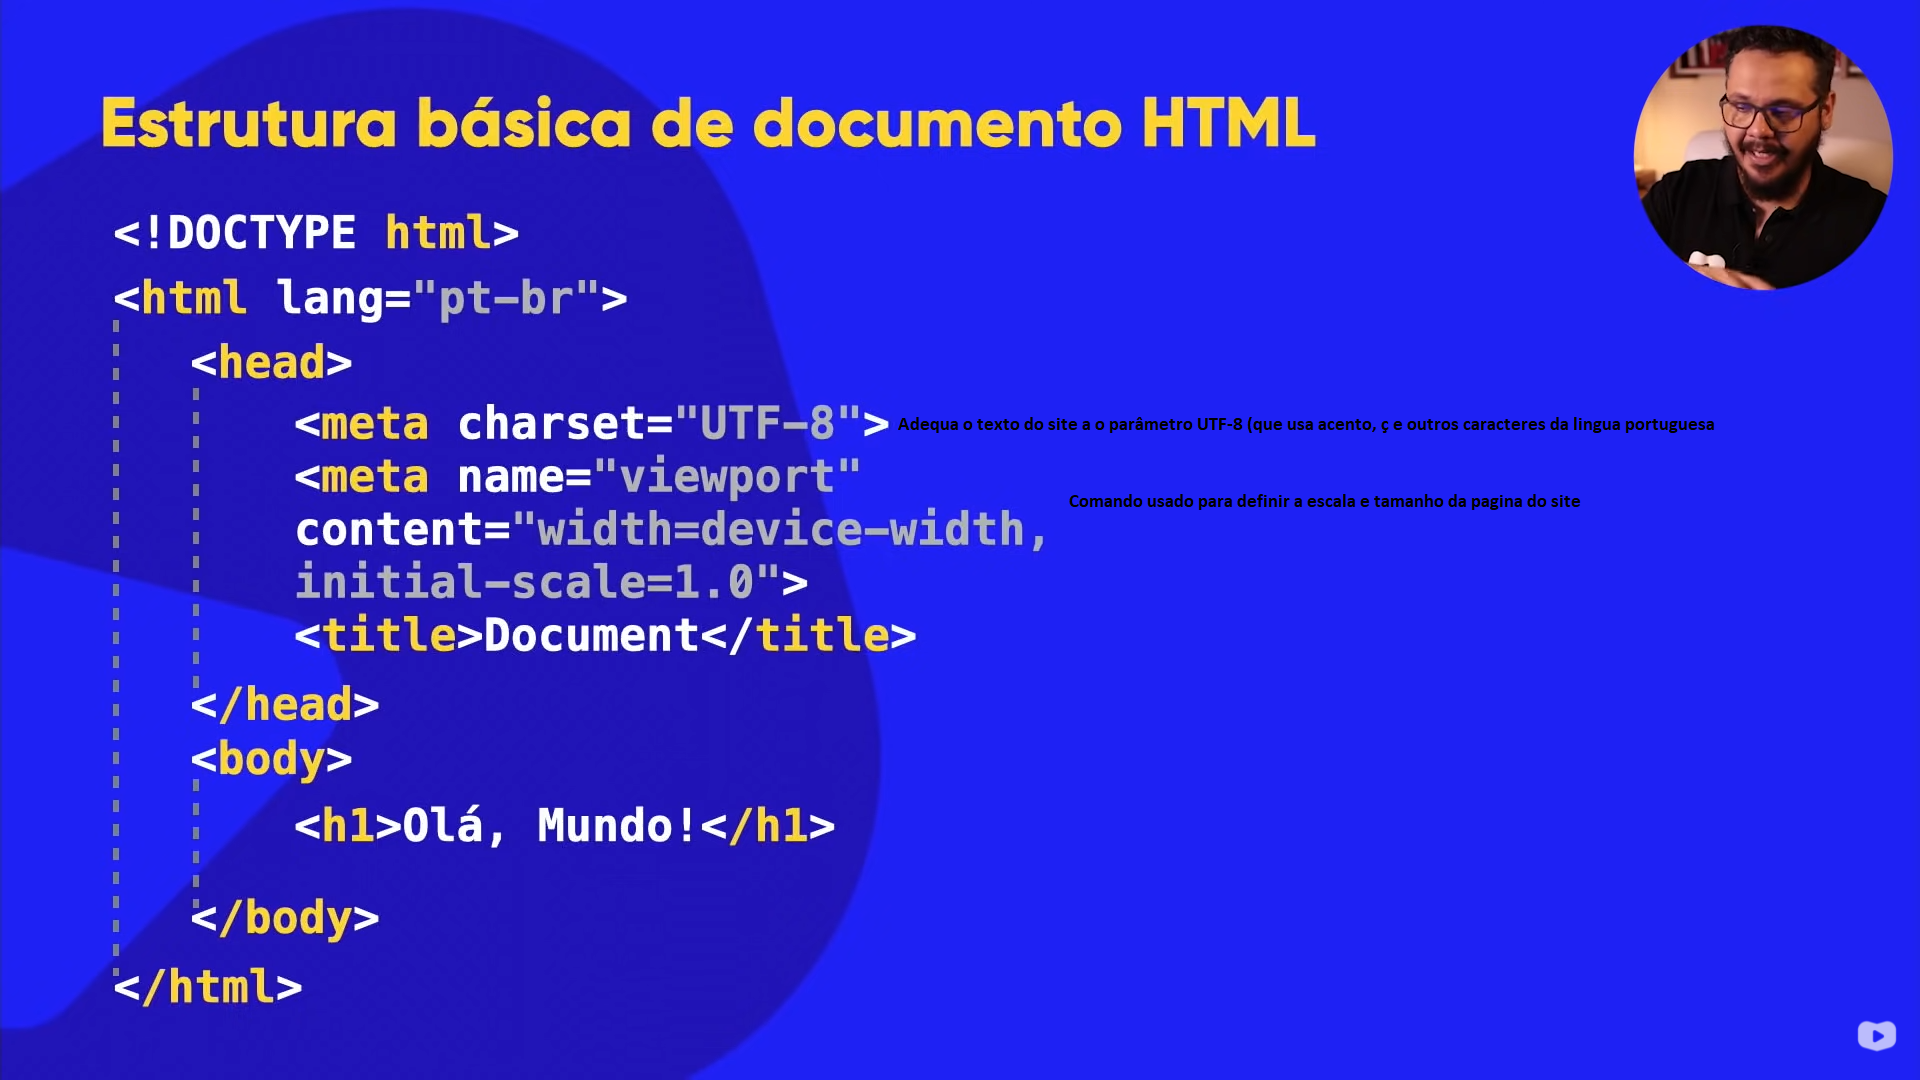 Estrutura básica de documento HTML
<!DOCTYPE html>
<html lang="pt-br">
<head>
<meta charset="UTF-8"> Adequa o texto do site a o parâmetro UTF-8 (que usa acento, ç e outros caracteres da lingua portuguesa
<meta name="viewport"
Comando usado para definir a escala e tamanho da pagina do site
content="width=device-width,
initial-scale=1.0">
<title>Document</title>
</head>
<body>
<h1>Olá, Mundo!</h1>
</body>
</html>